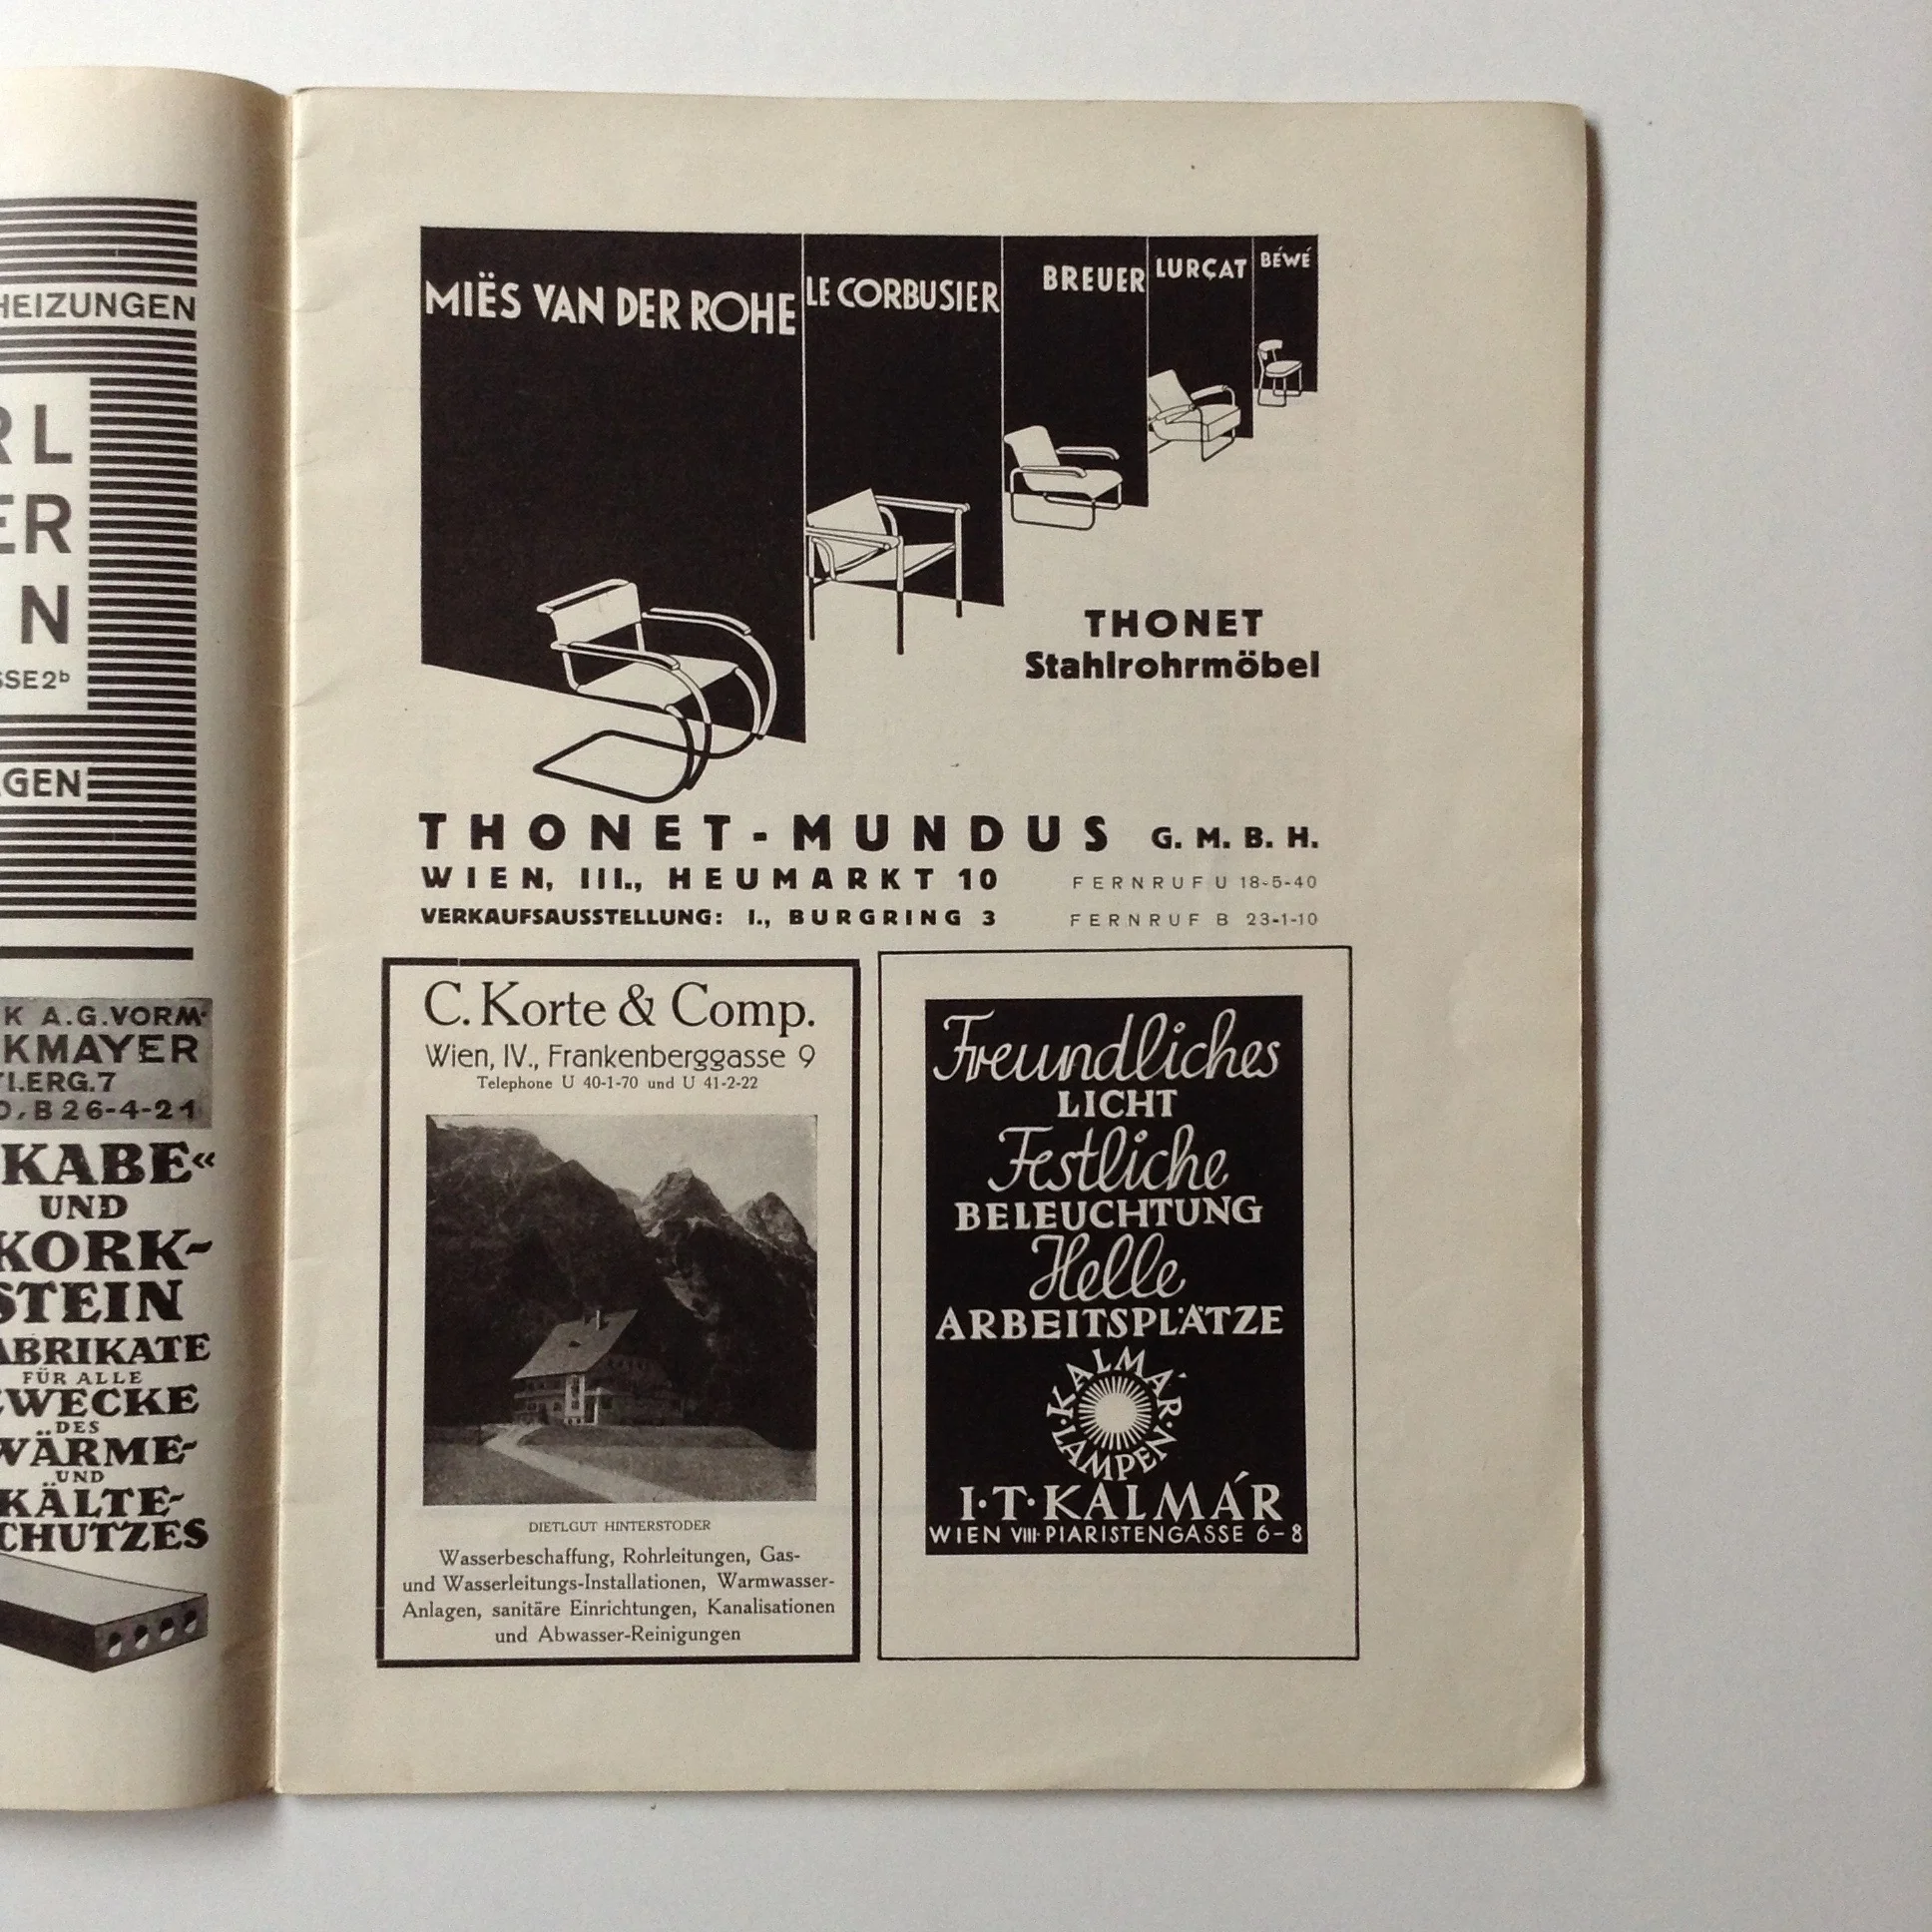 HEIZUNGEN
RL
ER
N
SSE2ᵇ
GEN
K A.G.VORM.
KMAYER
ERG.7
B26-4-21
KABE“
UND
KORK-
STEIN
ABRIKATE
FÜR ALLE
WECKE
DES
WÄRME-
UND
KÄLTE-
CHUTZES
MIËS VAN DER ROHE
LE CORBUSIER
BREUER
LURÇAT
BÉWÉ
THONET
Stahlrohrmöbel
THONET-MUNDUS G. M. B. H.
WIEN, III., HEUMARKT 10 FERNRUF U 18-5-40
VERKAUFSAUSSTELLUNG: I., BURGRING 3 FERNRUF B 23-1-10
C. Korte & Comp.
Wien, IV., Frankenberggasse 9
Telephone U 40-1-70 und U 41-2-22
DIETLGUT HINTERSTODER
Wasserbeschaffung, Rohrleitungen, Gas-
und Wasserleitungs-Installationen, Warmwasser-
Anlagen, sanitäre Einrichtungen, Kanalisationen
und Abwasser-Reinigungen
Freundliches
LICHT
Festliche
BELEUCHTUNG
Helle
ARBEITSPLÄTZE
KALMÁR·LAMPEN·
I·T·KALMÁR
WIEN VIII· PIARISTENGASSE 6-8